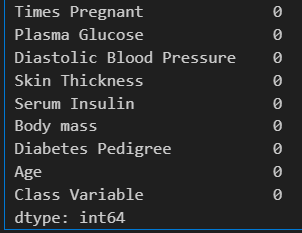 Times Pregnant 0
Plasma Glucose 0
Diastolic Blood Pressure 0
Skin Thickness 0
Serum Insulin 0
Body mass 0
Diabetes Pedigree 0
Age 0
Class Variable 0
dtype: int64